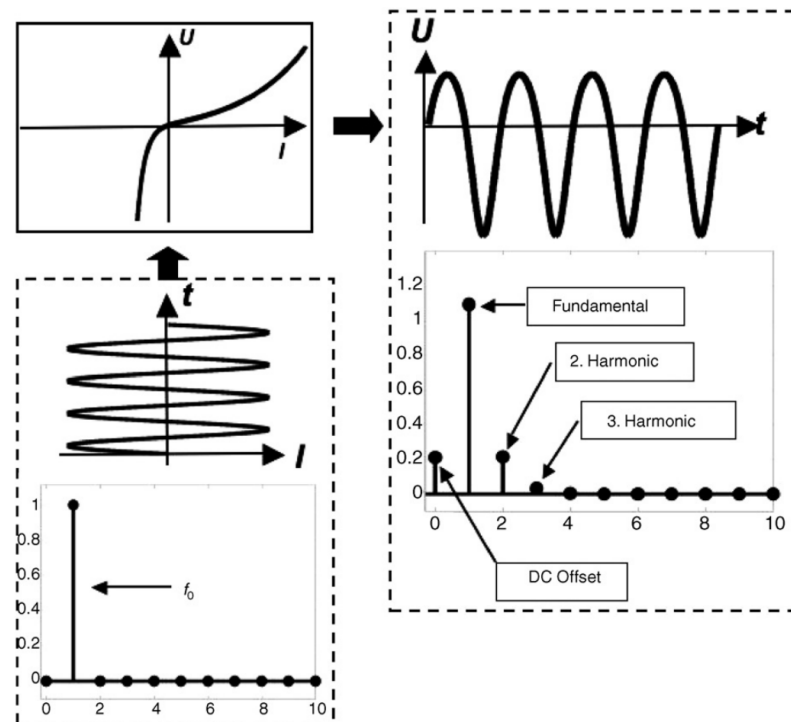 U
I
U
t
t
I
1
0.8
0.6
0.4
0.2
0
f0
0 2 4 6 8 10
1.2
1
0.8
0.6
0.4
0.2
0
Fundamental
2. Harmonic
3. Harmonic
0 2 4 6 8 10
DC Offset